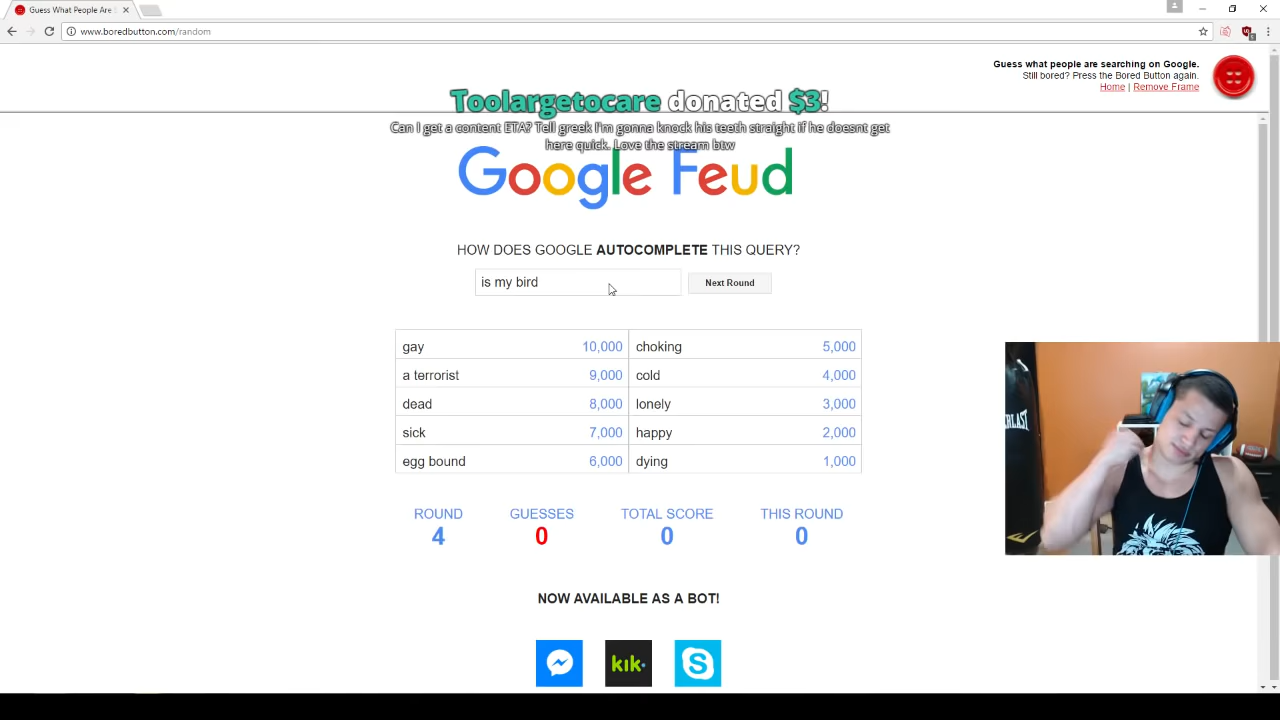 Guess What People Are
www.boredbutton.com/random
Guess what people are searching on Google.
Still bored? Press the Bored Button again.
Home | Remove Frame
Toolargetocare donated $3!
Can I get a content ETA? Tell greek I'm gonna knock his teeth straight if he doesnt get
here quick. Love the stream btw
Google Feud
HOW DOES GOOGLE AUTOCOMPLETE THIS QUERY?
is my bird
Next Round
gay 10,000 choking 5,000
a terrorist 9,000 cold 4,000
dead 8,000 lonely 3,000
sick 7,000 happy 2,000
egg bound 6,000 dying 1,000
ROUND GUESSES TOTAL SCORE THIS ROUND
4 0 0 0
NOW AVAILABLE AS A BOT!
kik